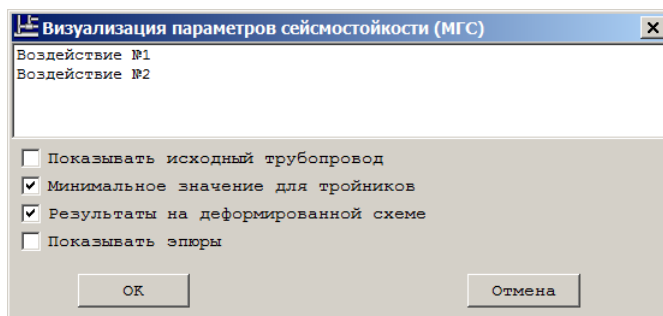 Визуализация параметров сейсмостойкости (МГС)
Воздействие №1
Воздействие №2
Показывать исходный трубопровод
Минимальное значение для тройников
Результаты на деформированной схеме
Показывать эпюры
OK
Отмена